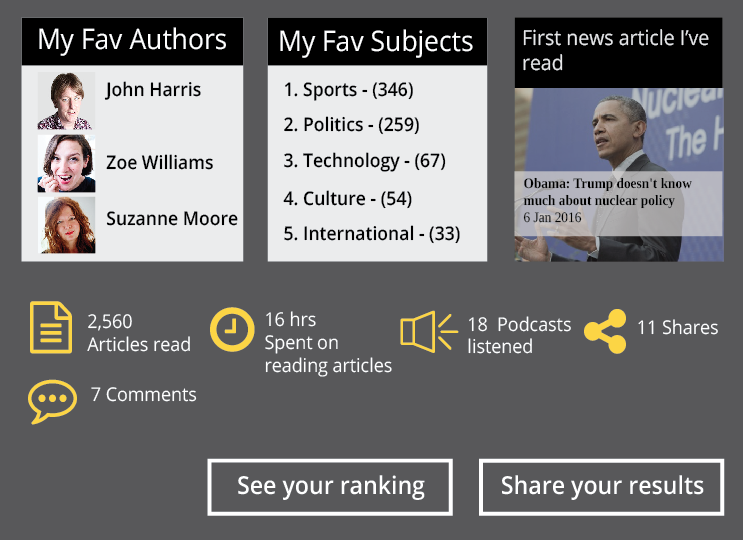 My Fav Authors
John Harris
Zoe Williams
Suzanne Moore
My Fav Subjects
1. Sports - (346)
2. Politics - (259)
3. Technology - (67)
4. Culture - (54)
5. International - (33)
First news article I've
read
Nuclear
The H
Obama: Trump doesn't know
much about nuclear policy
6 Jan 2016
2,560
Articles read
16 hrs
Spent on
reading articles
18 Podcasts
listened
11 Shares
7 Comments
See your ranking
Share your results